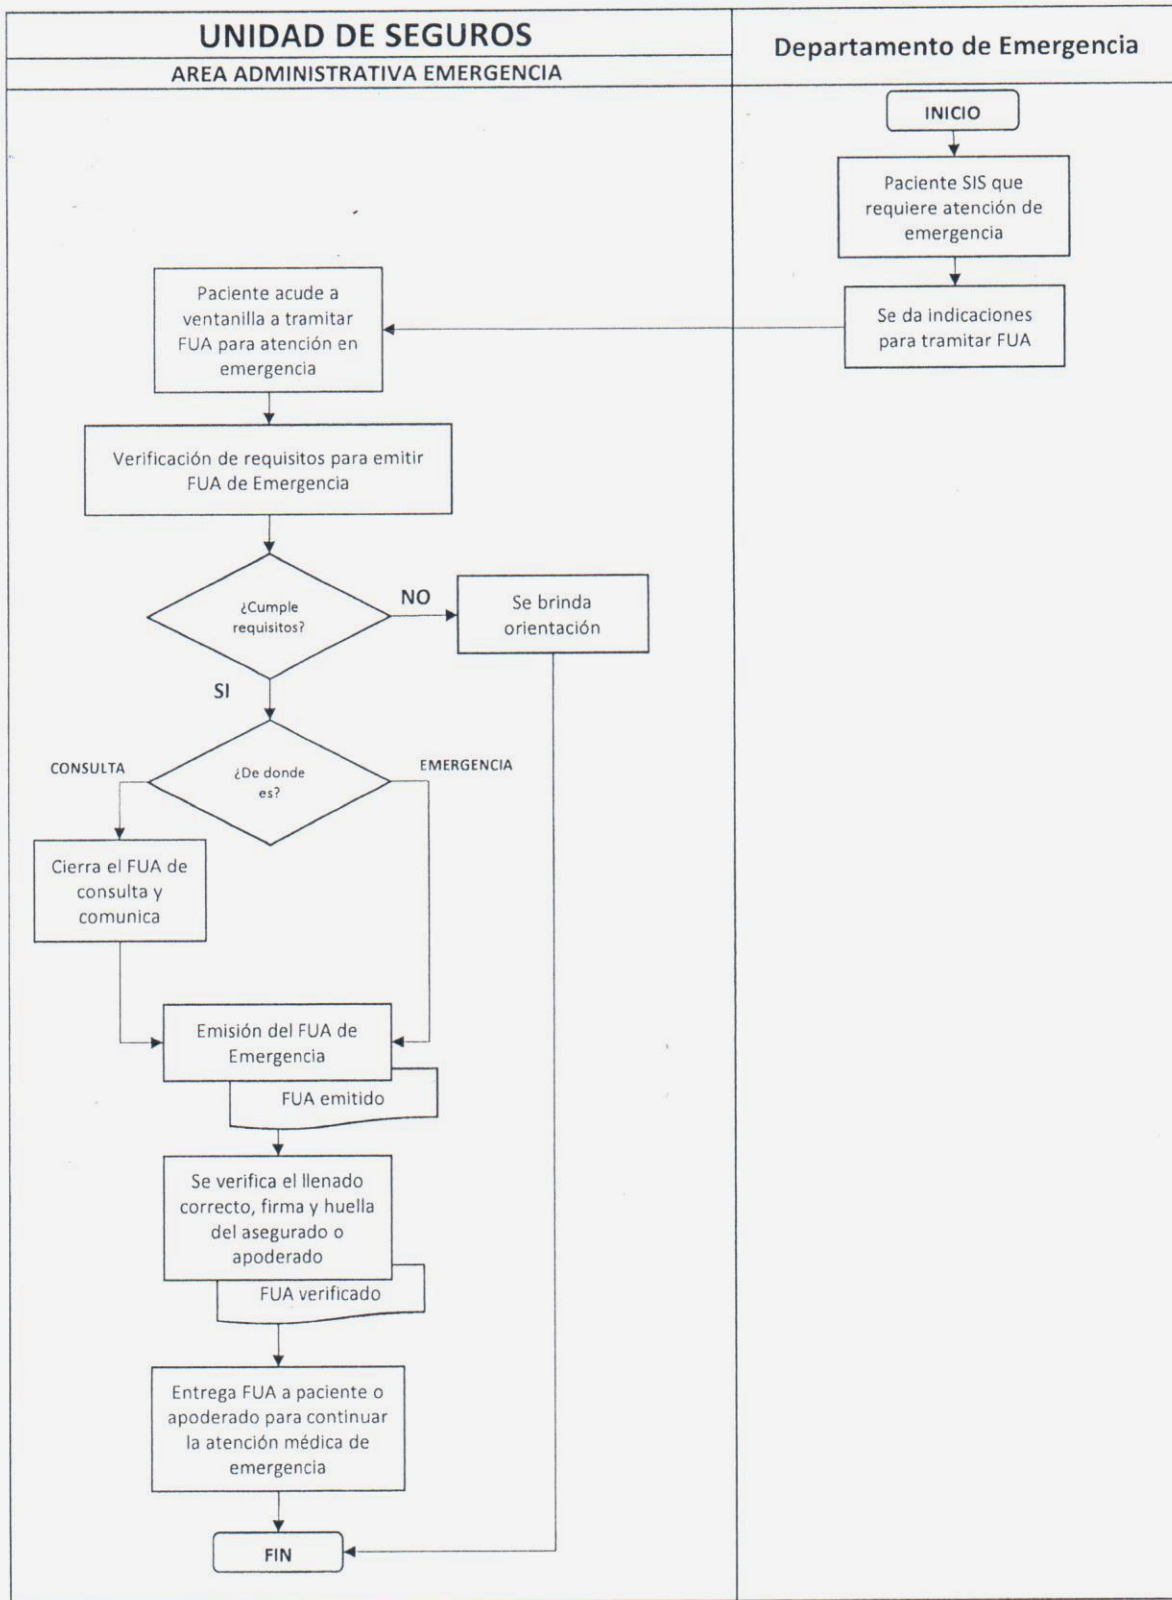 UNIDAD DE SEGUROS
AREA ADMINISTRATIVA EMERGENCIA
Departamento de Emergencia
INICIO
Paciente SIS que
requiere atención de
emergencia
Se da indicaciones
para tramitar FUA
Paciente acude a
ventanilla a tramitar
FUA para atención en
emergencia
Verificación de requisitos para emitir
FUA de Emergencia
¿Cumple
requisitos?
NO
Se brinda
orientación
SI
¿De donde
es?
CONSULTA
EMERGENCIA
Cierra el FUA de
consulta y
comunica
Emisión del FUA de
Emergencia
FUA emitido
Se verifica el llenado
correcto, firma y huella
del asegurado o
apoderado
FUA verificado
Entrega FUA a paciente o
apoderado para continuar
la atención médica de
emergencia
FIN